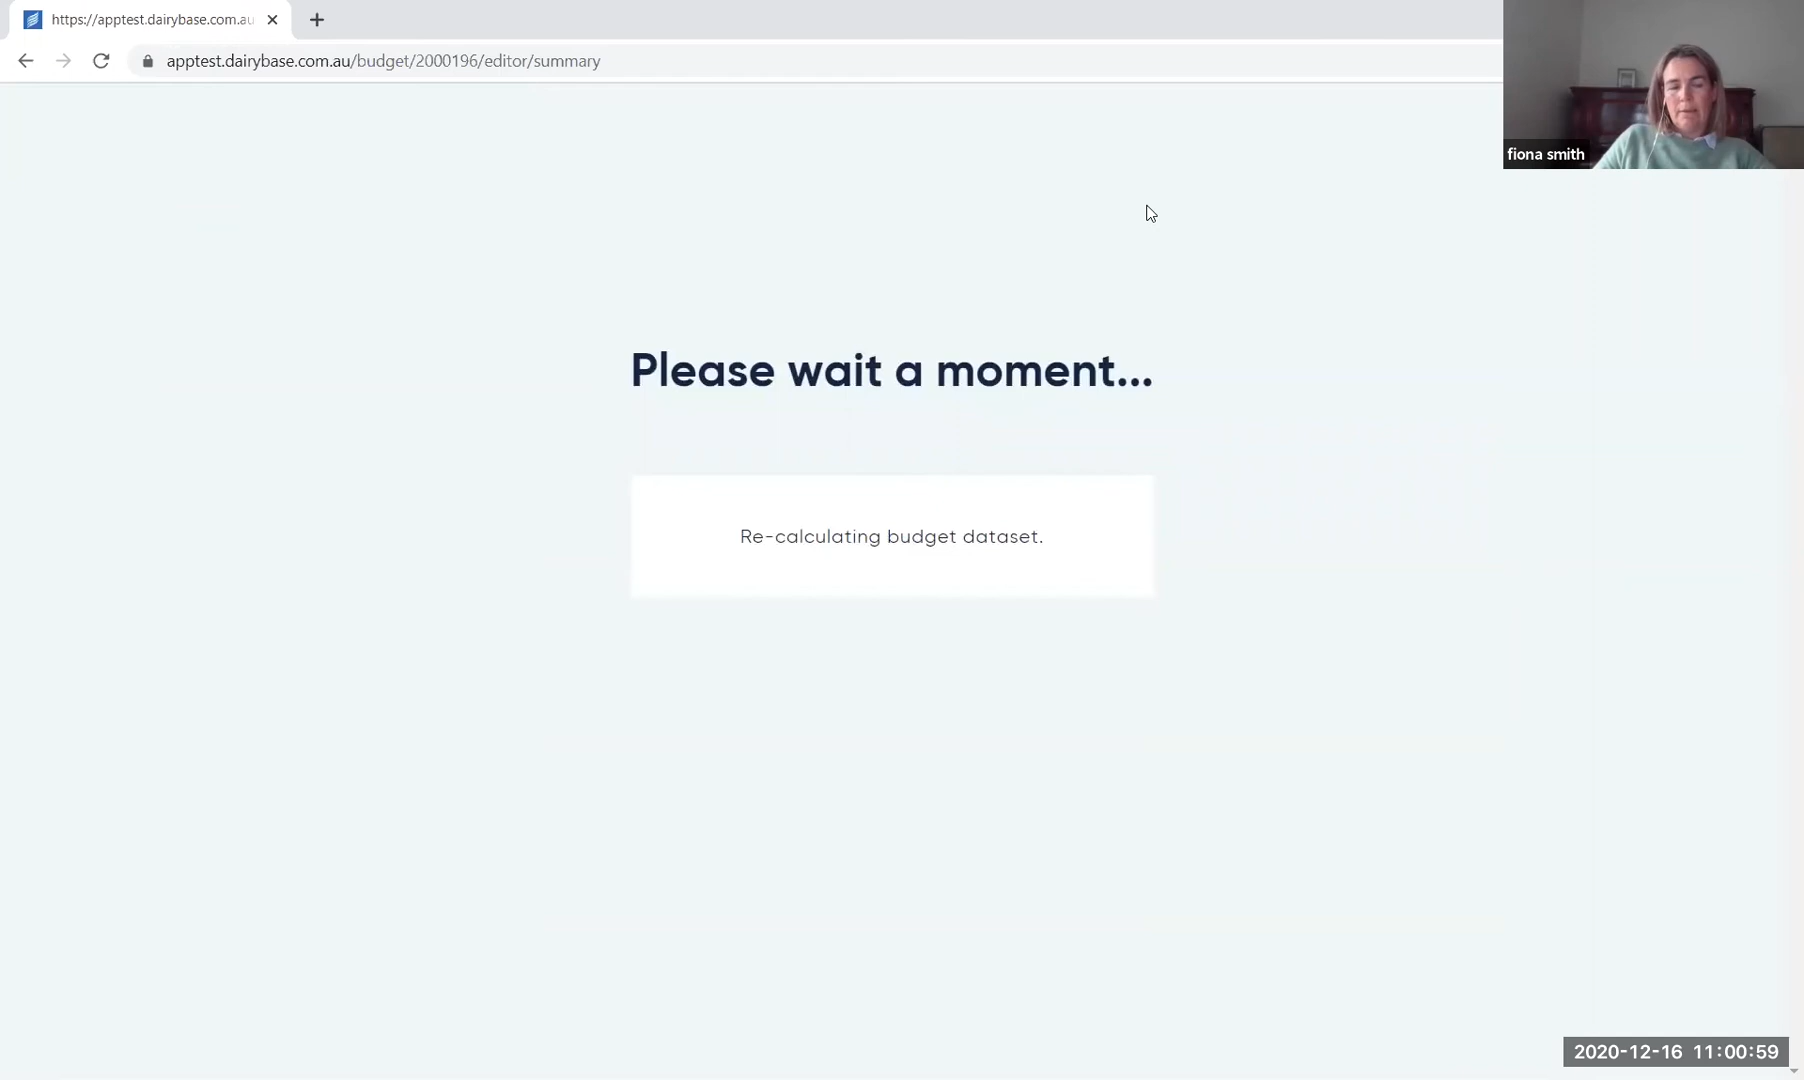 https://apptest.dairybase.com.au
apptest.dairybase.com.au/budget/2000196/editor/summary
fiona smith
Please wait a moment...
Re-calculating budget dataset.
2020-12-16 11:00:59